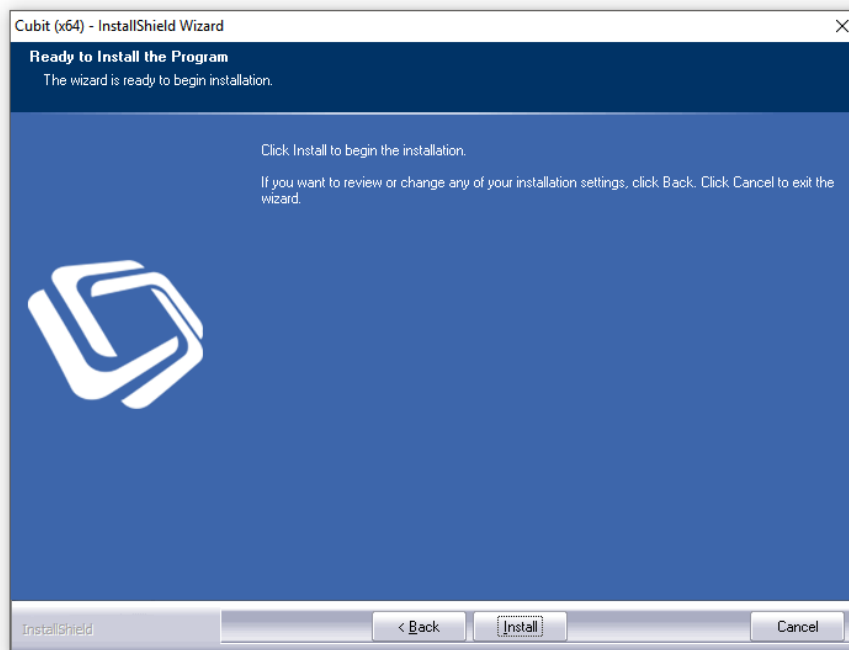 Cubit (x64) - InstallShield Wizard
Ready to Install the Program
The wizard is ready to begin installation.
Click Install to begin the installation.
If you want to review or change any of your installation settings, click Back. Click Cancel to exit the
wizard.
InstallShield
< Back
Install
Cancel